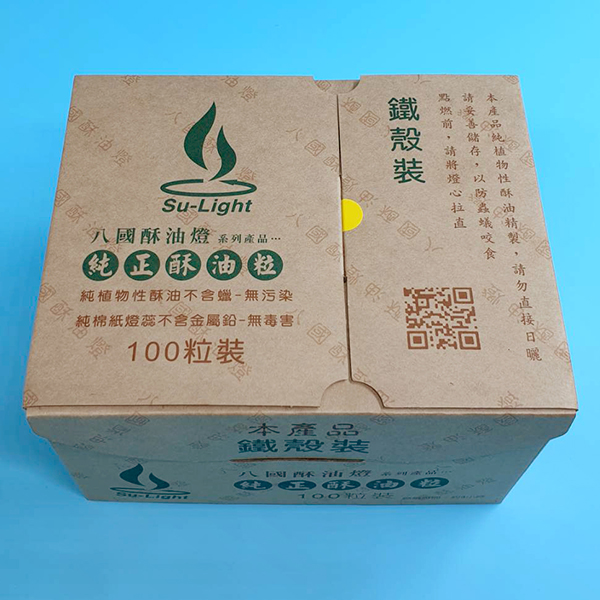 Su-Light
八國酥油燈 系列產品…
純正酥油粒
純植物性酥油不含蠟-無污染
純棉紙燈蕊不含金屬鉛-無毒害
100粒裝
鐵殼裝
本產品純植物性酥油精製，請勿直接日曬
請妥善儲存，以防蟲蟻咬食
點燃前，請將燈心拉直
本產品
鐵殼裝
八國酥油燈 系列產品…
Su-Light
純正酥油粒
100粒裝